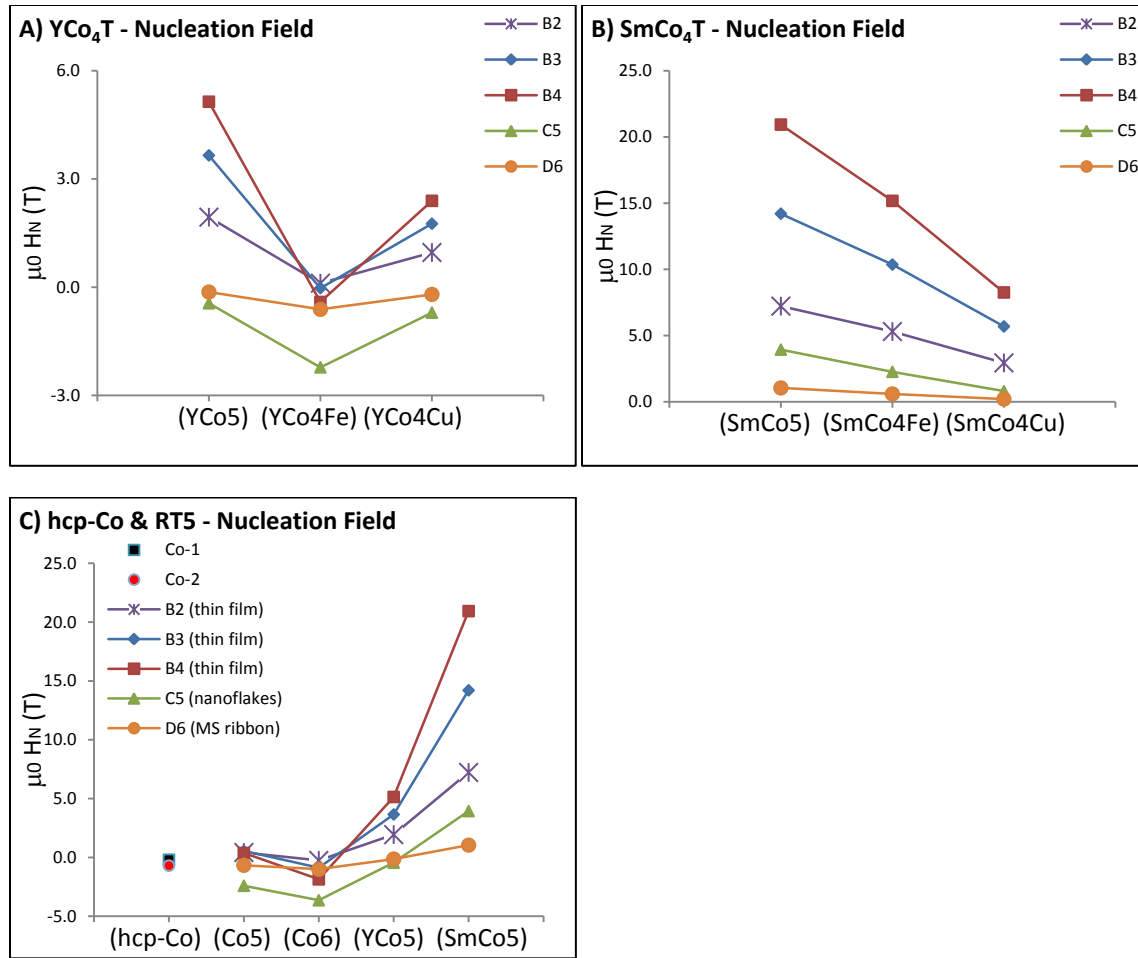 A) YCo₄T - Nucleation Field
B2
B3
B4
C5
D6
6.0
3.0
0.0
-3.0
μ0 HN (T)
(YCo5) (YCo4Fe) (YCo4Cu)
B) SmCo₄T - Nucleation Field
B2
B3
B4
C5
D6
25.0
20.0
15.0
10.0
5.0
0.0
μ0 HN (T)
(SmCo5) (SmCo4Fe) (SmCo4Cu)
C) hcp-Co & RT5 - Nucleation Field
Co-1
Co-2
B2 (thin film)
B3 (thin film)
B4 (thin film)
C5 (nanoflakes)
D6 (MS ribbon)
25.0
20.0
15.0
10.0
5.0
0.0
-5.0
μ0 HN (T)
(hcp-Co) (Co5) (Co6) (YCo5) (SmCo5)